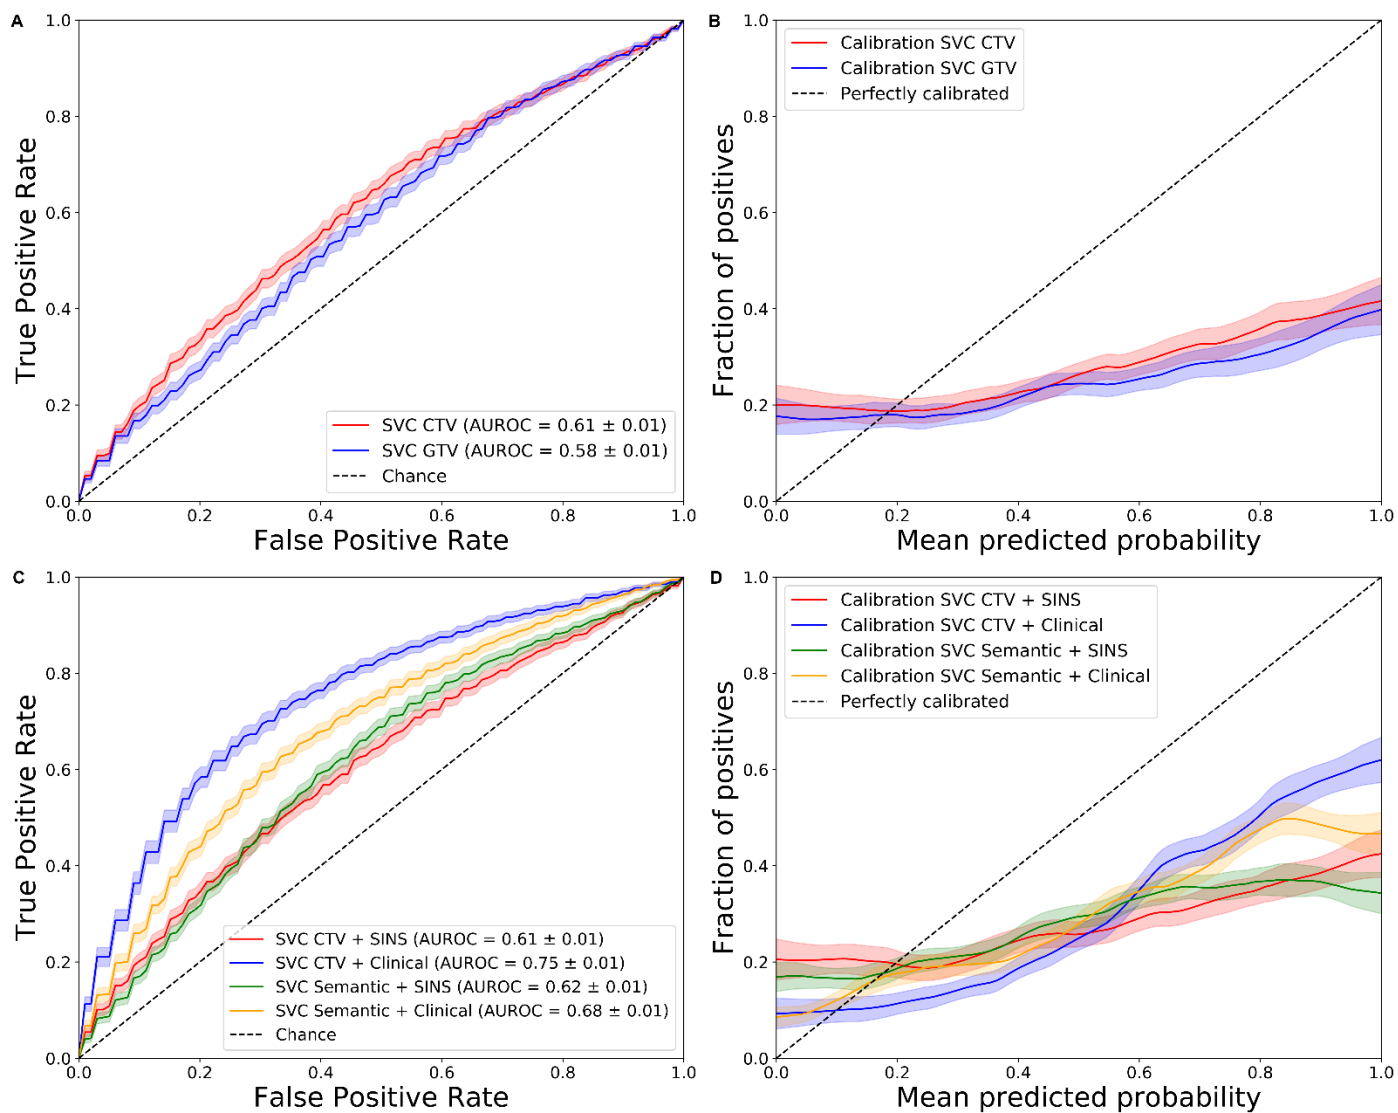 A
1.0
0.8
0.6
0.4
0.2
0.0
True Positive Rate
SVC CTV (AUROC = 0.61 ± 0.01)
SVC GTV (AUROC = 0.58 ± 0.01)
Chance
0.0 0.2 0.4 0.6 0.8 1.0
False Positive Rate
B
1.0
0.8
0.6
0.4
0.2
0.0
Fraction of positives
Calibration SVC CTV
Calibration SVC GTV
Perfectly calibrated
0.0 0.2 0.4 0.6 0.8 1.0
Mean predicted probability
C
1.0
0.8
0.6
0.4
0.2
0.0
True Positive Rate
SVC CTV + SINS (AUROC = 0.61 ± 0.01)
SVC CTV + Clinical (AUROC = 0.75 ± 0.01)
SVC Semantic + SINS (AUROC = 0.62 ± 0.01)
SVC Semantic + Clinical (AUROC = 0.68 ± 0.01)
Chance
0.0 0.2 0.4 0.6 0.8 1.0
False Positive Rate
D
1.0
0.8
0.6
0.4
0.2
0.0
Fraction of positives
Calibration SVC CTV + SINS
Calibration SVC CTV + Clinical
Calibration SVC Semantic + SINS
Calibration SVC Semantic + Clinical
Perfectly calibrated
0.0 0.2 0.4 0.6 0.8 1.0
Mean predicted probability